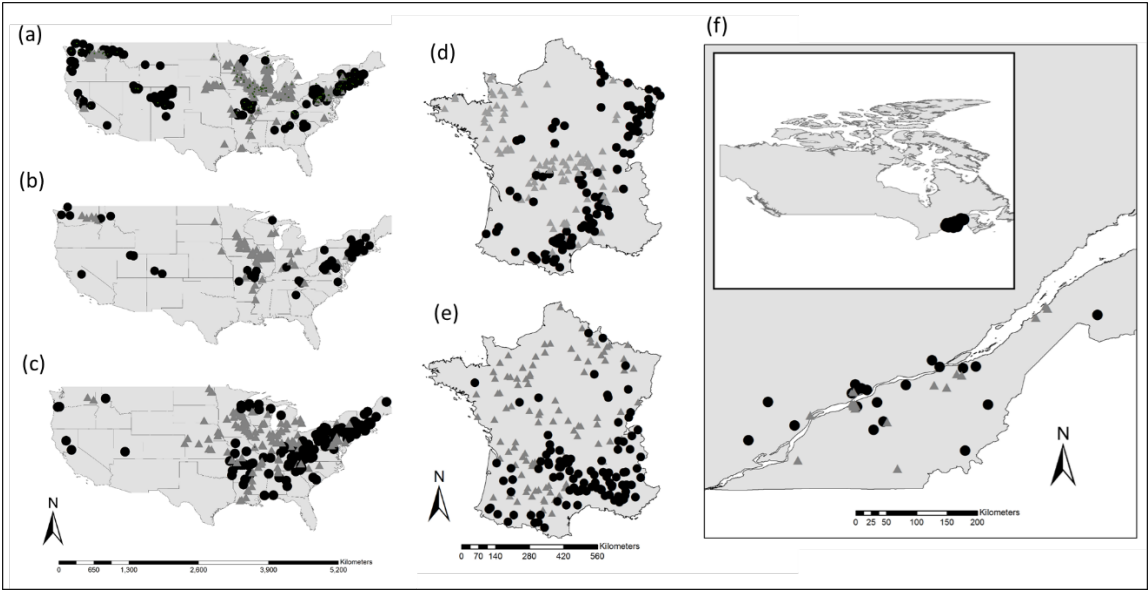 (a)
(b)
(c)
N
Kilometers
0 650 1,300 2,600 3,900 5,200
(d)
(e)
N
Kilometers
0 70 140 280 420 560
(f)
N
Kilometers
0 25 50 100 150 200